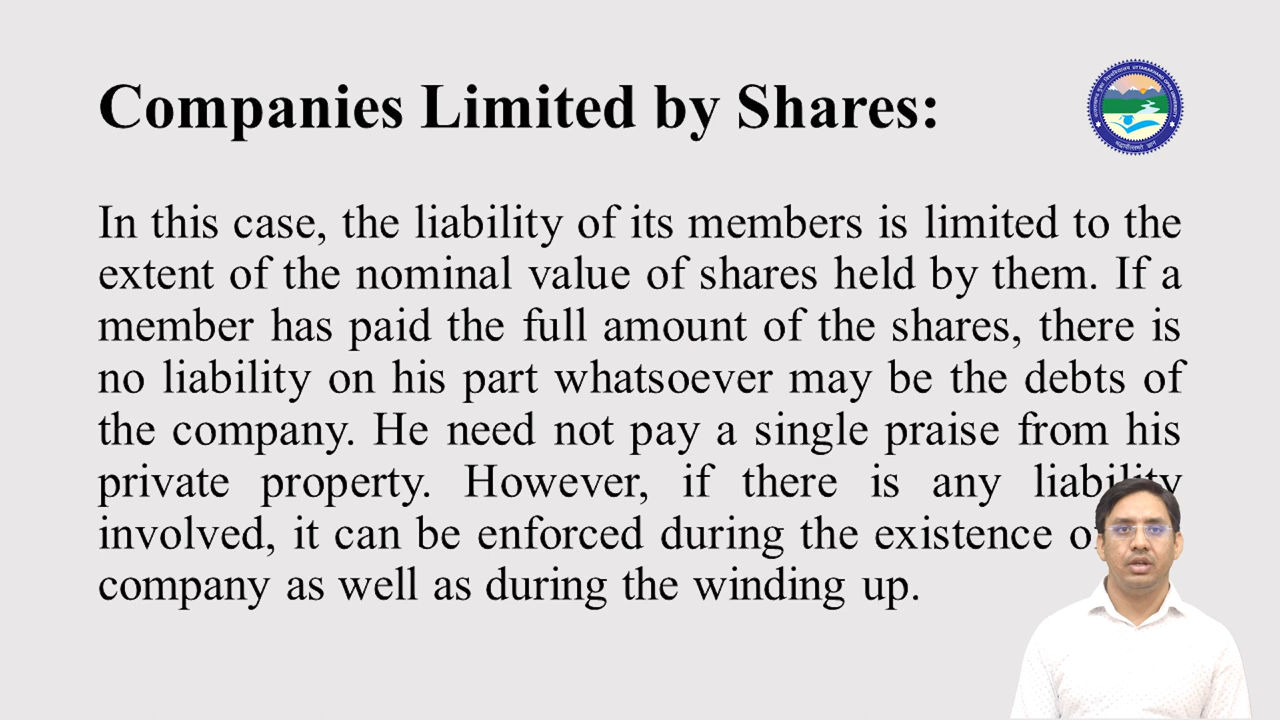 Companies Limited by Shares:
In this case, the liability of its members is limited to the
extent of the nominal value of shares held by them. If a
member has paid the full amount of the shares, there is
no liability on his part whatsoever may be the debts of
the company. He need not pay a single praise from his
private property. However, if there is any liability
involved, it can be enforced during the existence
company as well as during the winding up.